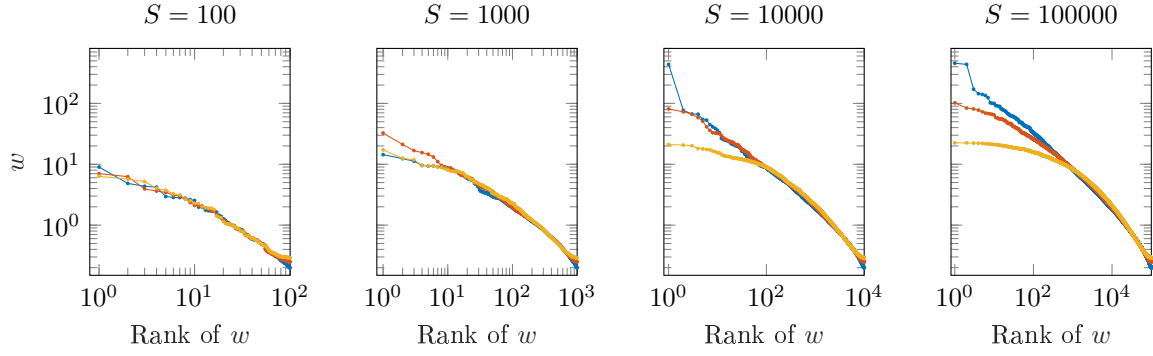 S = 100
S = 1000
S = 10000
S = 100000
w
10^2
10^1
10^0
10^0 10^1 10^2
10^0 10^1 10^2 10^3
10^0 10^2 10^4
10^0 10^2 10^4
Rank of w
Rank of w
Rank of w
Rank of w